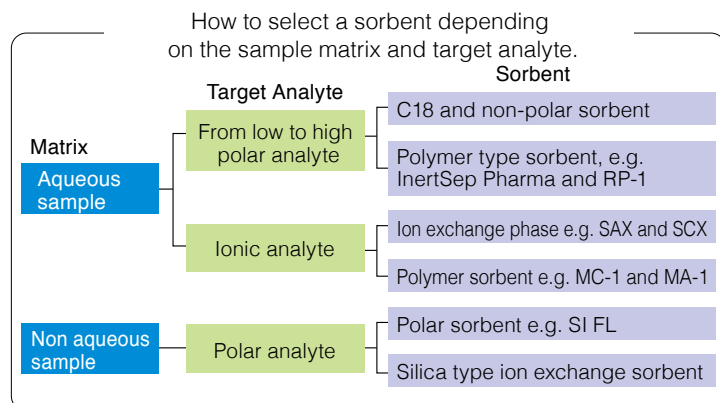 How to select a sorbent depending
on the sample matrix and target analyte.
Sorbent
Target Analyte
Matrix
Aqueous
sample
From low to high
polar analyte
C18 and non-polar sorbent
Polymer type sorbent, e.g.
InertSep Pharma and RP-1
Ionic analyte
Ion exchange phase e.g. SAX and SCX
Polymer sorbent e.g. MC-1 and MA-1
Non aqueous
sample
Polar analyte
Polar sorbent e.g. SI FL
Silica type ion exchange sorbent